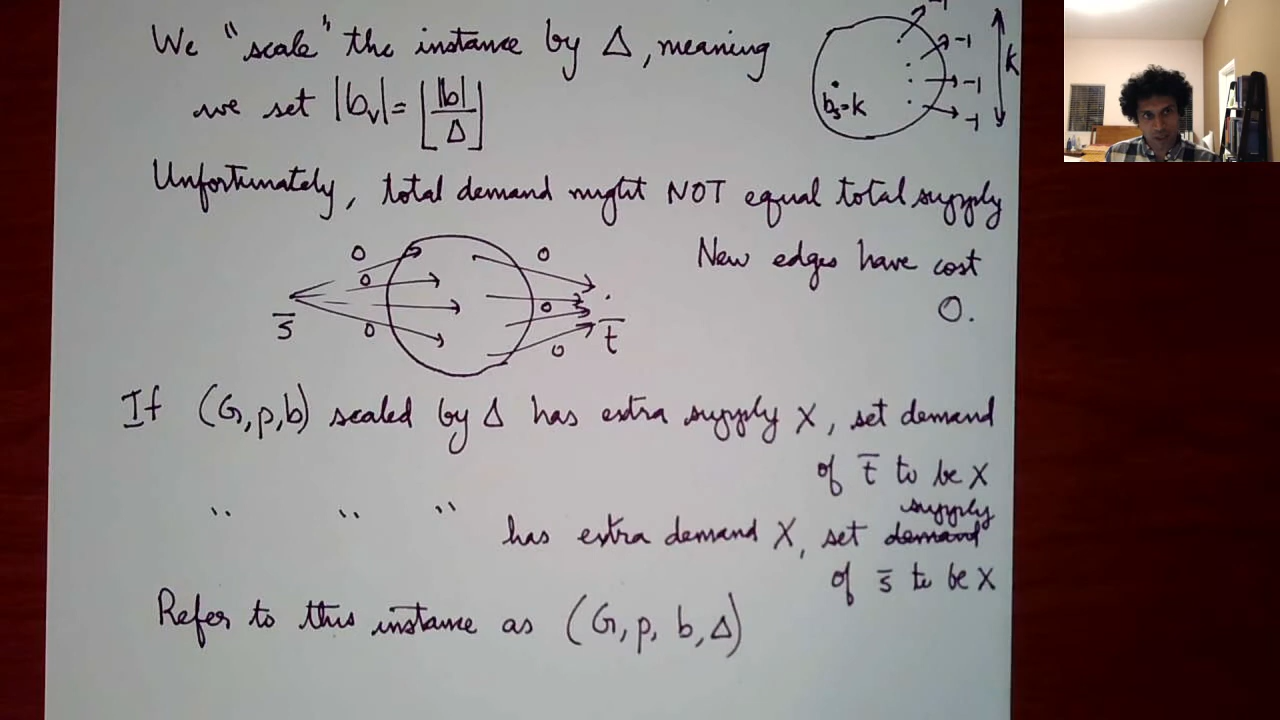 We "scale" the instance by Δ, meaning
we set |b_v| = ⌊|b|/Δ⌋
-1
-1
-1
-1
k
b_s=k
Unfortunately, total demand might NOT equal total supply
New edges have cost
0.
0
0
0
0
0
0
s̄
t̄
If (G,p,b) scaled by Δ has extra supply X, set demand
of t̄ to be X
" " " has extra demand X, set demand supply
of s̄ to be X
Refer to this instance as (G, p, b, Δ)